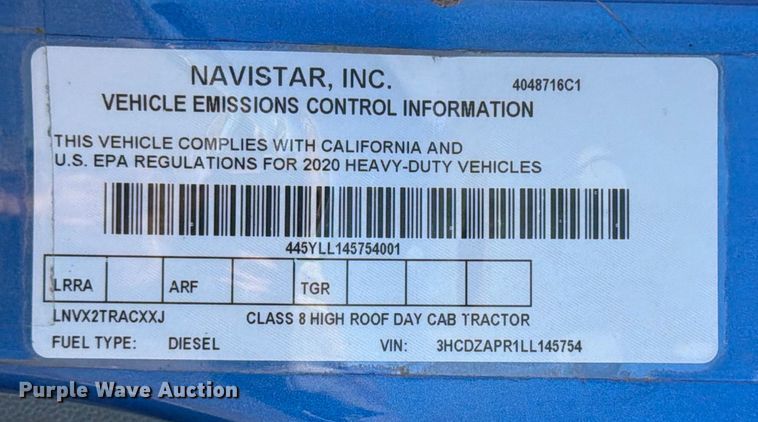 NAVISTAR, INC. 4048716C1
VEHICLE EMISSIONS CONTROL INFORMATION
THIS VEHICLE COMPLIES WITH CALIFORNIA AND
U.S. EPA REGULATIONS FOR 2020 HEAVY-DUTY VEHICLES
445YLL145754001
LRRA ARF TGR
LNVX2TRACXXJ CLASS 8 HIGH ROOF DAY CAB TRACTOR
FUEL TYPE: DIESEL VIN: 3HCDZAPR1LL145754
Purple Wave Auction